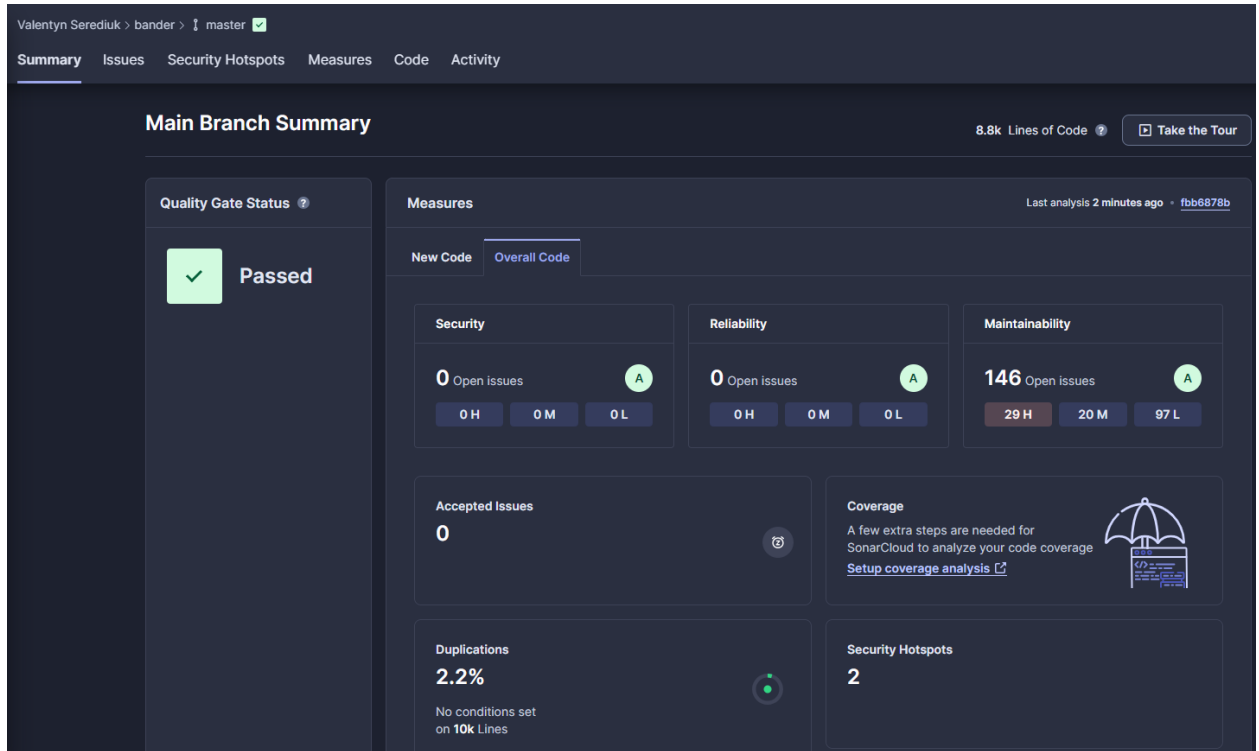 Valentyn Serediuk > bander > master
Summary Issues Security Hotspots Measures Code Activity
Main Branch Summary
8.8k Lines of Code ? Take the Tour
Quality Gate Status ?
Passed
Measures
Last analysis 2 minutes ago • fbb6878b
New Code Overall Code
Security
0 Open issues A
0 H 0 M 0 L
Reliability
0 Open issues A
0 H 0 M 0 L
Maintainability
146 Open issues A
29 H 20 M 97 L
Accepted Issues
0
Coverage
A few extra steps are needed for
SonarCloud to analyze your code coverage
Setup coverage analysis
Duplications
2.2%
No conditions set
on 10k Lines
Security Hotspots
2